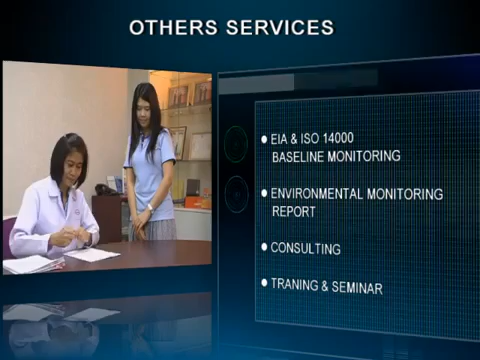 OTHERS SERVICES
• EIA & ISO 14000
BASELINE MONITORING
• ENVIRONMENTAL MONITORING
REPORT
• CONSULTING
• TRANING & SEMINAR